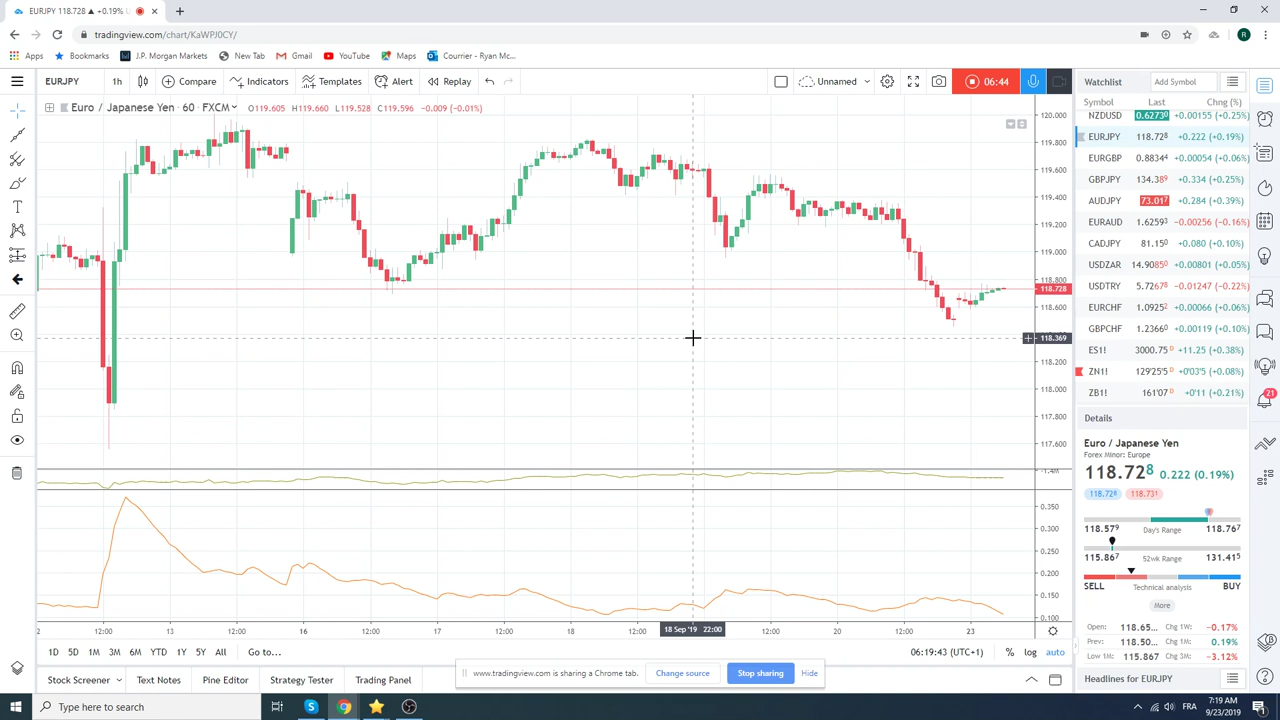 EURJPY 118.728 ▲ +0.19%
tradingview.com/chart/KaWPJ0CY/
R
Apps Bookmarks J.P. Morgan Markets New Tab Gmail YouTube Maps Courrier - Ryan Mc...
EURJPY 1h Compare Indicators Templates Alert Replay Unnamed 06:44
Euro / Japanese Yen · 60 · FXCM O119.605 H119.660 L119.528 C119.596 -0.009 (-0.01%)
120.000
119.800
119.600
119.400
119.200
119.000
118.800
118.728
118.600
118.369
118.200
118.000
117.800
117.600
-1.4M
0.350
0.300
0.250
0.200
0.150
0.100
2 12:00 13 12:00 16 12:00 17 12:00 18 12:00 18 Sep '19 22:00 12:00 20 12:00 23
1D 5D 1M 3M 6M YTD 1Y 5Y All Go to... 06:19:43 (UTC+1) % log auto
www.tradingview.com is sharing a Chrome tab. Change source Stop sharing Hide
k Screener Text Notes Pine Editor Strategy Tester Trading Panel
Watchlist Add Symbol
Symbol Last Chng (%)
NZDUSD 0.6273⁰ +0.00155 (+0.25%)
EURJPY 118.72⁸ +0.222 (+0.19%)
EURGBP 0.8834⁴ +0.00054 (+0.06%)
GBPJPY 134.38⁹ +0.334 (+0.25%)
AUDJPY 73.01⁷ +0.284 (+0.39%)
EURAUD 1.6259³ -0.00256 (-0.16%)
CADJPY 81.15⁰ +0.080 (+0.10%)
USDZAR 14.9085⁰ +0.00801 (+0.05%)
USDTRY 5.7267⁸ -0.01247 (-0.22%)
EURCHF 1.0925² +0.00066 (+0.06%)
GBPCHF 1.2366⁰ +0.00119 (+0.10%)
ES1! 3000.75 D +11.25 (+0.38%)
ZN1! 129'25'5 D +0'03'5 (+0.08%)
ZB1! 161'07 D +0'11 (+0.21%)
21
Details
Euro / Japanese Yen
Forex Minor: Europe
118.72⁸ 0.222 (0.19%)
118.72⁸ 118.73¹
118.57⁹ Day's Range 118.76⁷
115.86⁷ 52wk Range 131.41⁵
SELL Technical analysis BUY
More
Open: 118.65... Chg 1W: -0.17%
Prev: 118.50... Chg 1M: 0.19%
Low 1M: 115.867 Chg 3M: -3.12%
Headlines for EURJPY
Type here to search
FRA 7:19 AM
9/23/2019